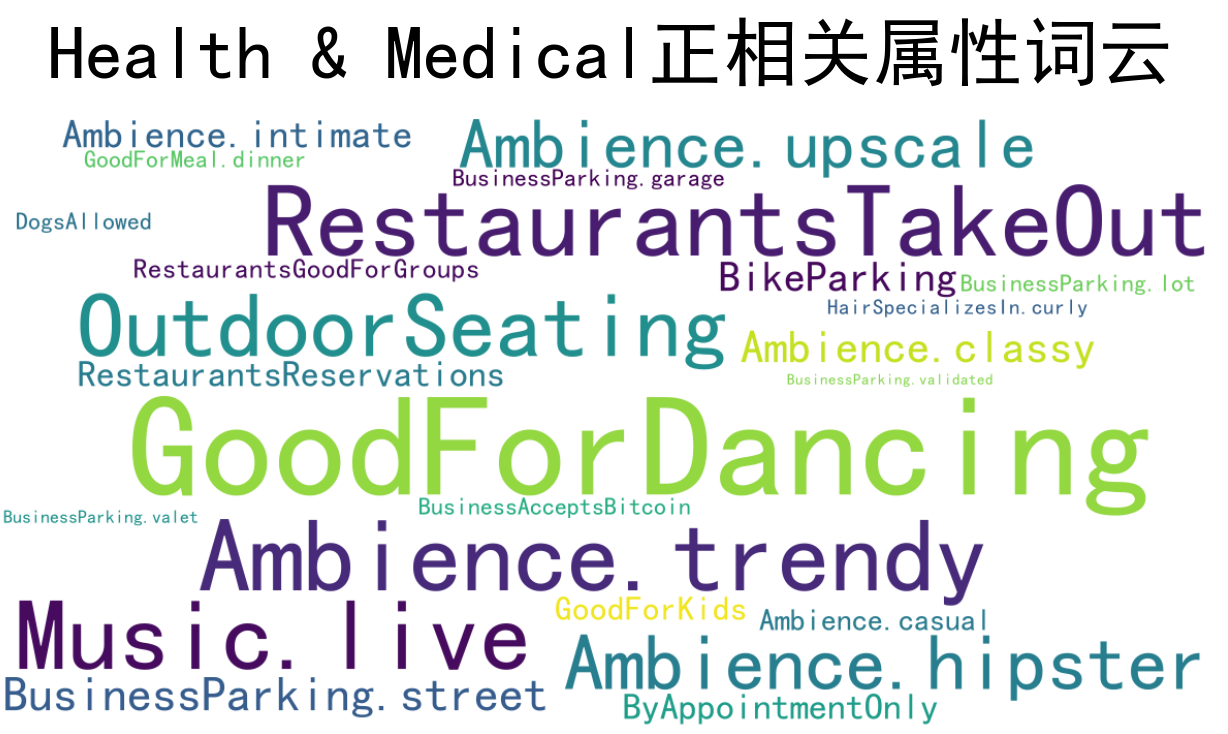 Health & Medical正相关属性词云
Ambience.intimate
Ambience.upscale
GoodForMeal.dinner
BusinessParking.garage
RestaurantsTakeOut
DogsAllowed
RestaurantsGoodForGroups
BikeParking
BusinessParking.lot
HairSpecializesIn.curly
OutdoorSeating
Ambience.classy
RestaurantsReservations
BusinessParking.validated
GoodForDancing
BusinessAcceptsBitcoin
BusinessParking.valet
Ambience.trendy
GoodForKids
Ambience.casual
Music.live
Ambience.hipster
BusinessParking.street
ByAppointmentOnly